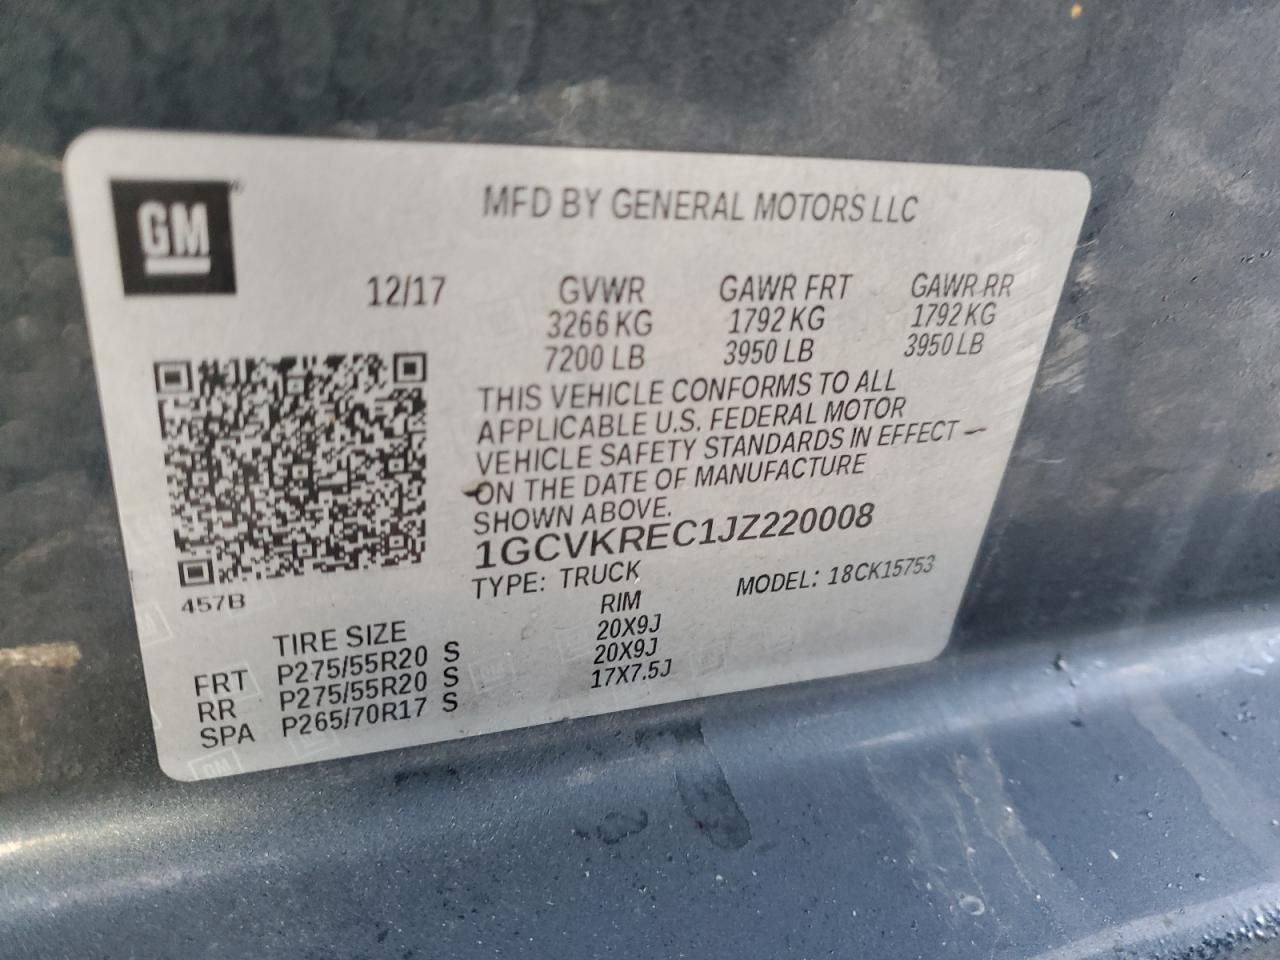 GM
MFD BY GENERAL MOTORS LLC
12/17 GVWR GAWR FRT GAWR RR
3266 KG 1792 KG 1792 KG
7200 LB 3950 LB 3950 LB
THIS VEHICLE CONFORMS TO ALL
APPLICABLE U.S. FEDERAL MOTOR
VEHICLE SAFETY STANDARDS IN EFFECT
ON THE DATE OF MANUFACTURE
SHOWN ABOVE.
1GCVKREC1JZ220008
TYPE: TRUCK MODEL: 18CK15753
457B
TIRE SIZE RIM
FRT P275/55R20 S 20X9J
RR P275/55R20 S 20X9J
SPA P265/70R17 S 17X7.5J
GM